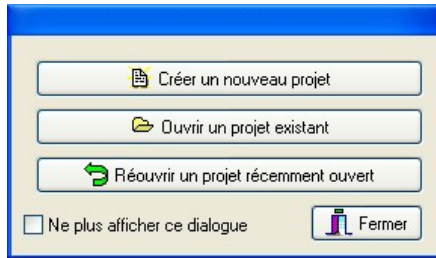 Créer un nouveau projet
Ouvrir un projet existant
Réouvrir un projet récemment ouvert
Ne plus afficher ce dialogue
Fermer